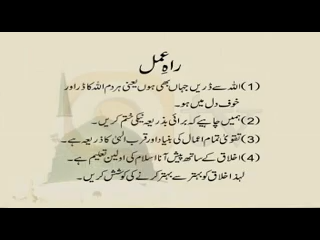 راہِ عمل
(1) اللہ سے ڈریں جہاں بھی ہوں یعنی ہر دم اللہ کا ڈر اور
خوف دل میں ہو۔
(2) ہمیں چاہیے کہ برائی بذریعہ نیکی ختم کریں۔
(3) تقویٰ تمام اعمال کی بنیاد اور قرب الٰہی کا ذریعہ ہے۔
(4) اخلاق کے ساتھ پیش آنا اسلام کی اولین تعلیم ہے۔
لہذا اخلاق کو بہتر سے بہتر کرنے کی کوشش کریں۔